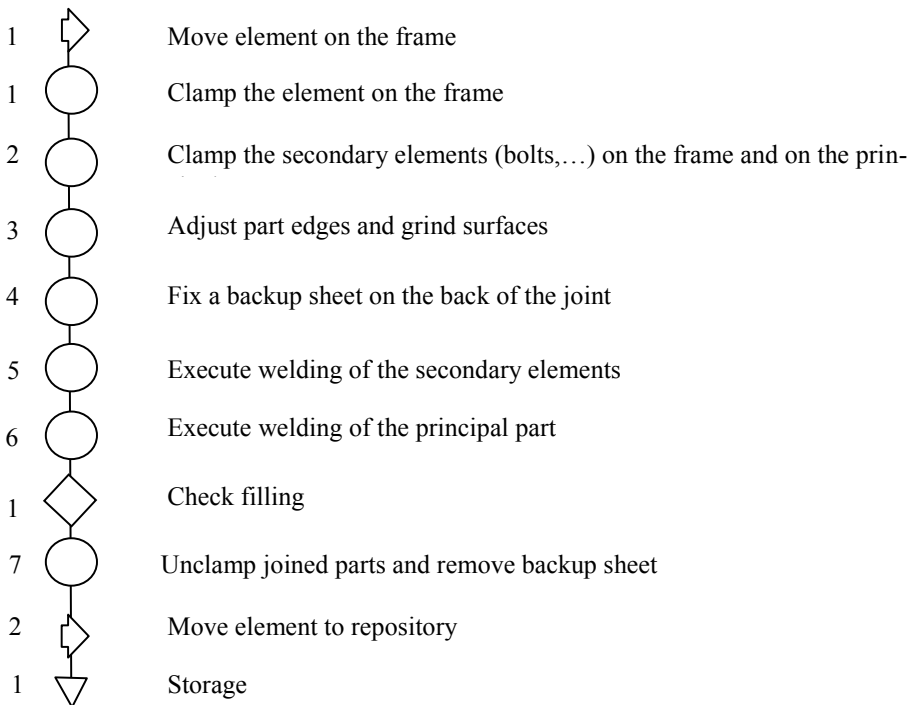 1 Move element on the frame
1 Clamp the element on the frame
2 Clamp the secondary elements (bolts,…) on the frame and on the prin-
3 Adjust part edges and grind surfaces
4 Fix a backup sheet on the back of the joint
5 Execute welding of the secondary elements
6 Execute welding of the principal part
1 Check filling
7 Unclamp joined parts and remove backup sheet
2 Move element to repository
1 Storage